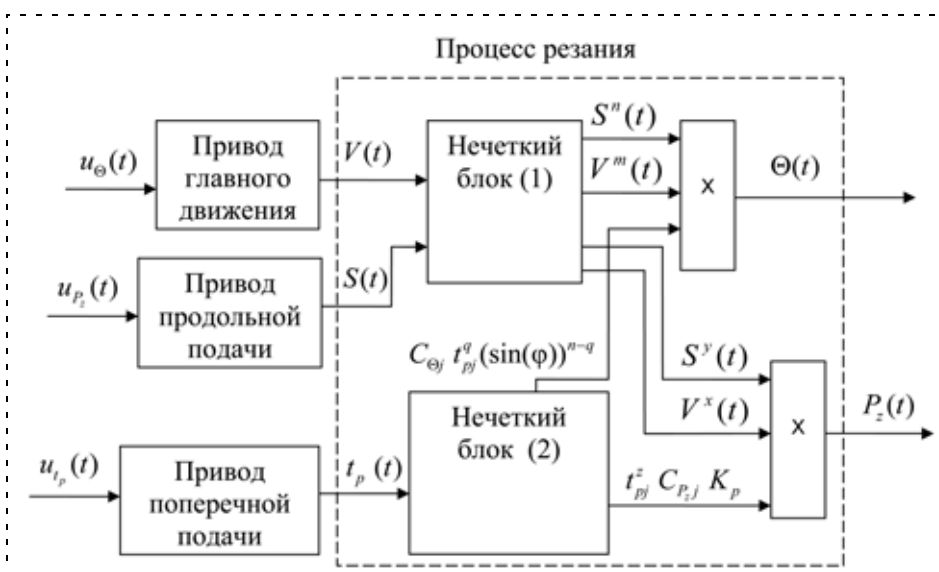 Процесс резания
u_Θ(t)
Привод
главного
движения
V(t)
Нечеткий
блок (1)
S^n(t)
V^m(t)
x
Θ(t)
u_{P_z}(t)
Привод
продольной
подачи
S(t)
C_{Θj} t_{pj}^q (sin(φ))^{n−q}
S^y(t)
V^x(t)
x
P_z(t)
u_{t_p}(t)
Привод
поперечной
подачи
t_p (t)
Нечеткий
блок (2)
t_{pj}^z C_{P_z j} K_p